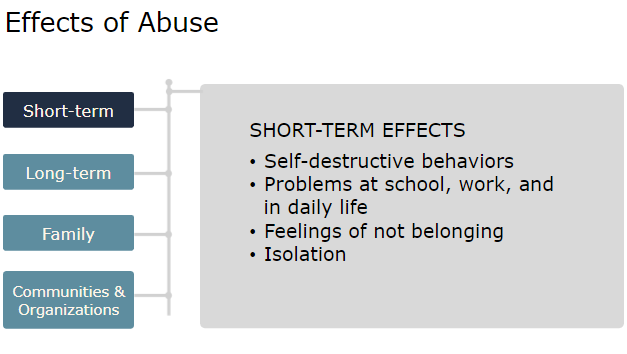 Effects of Abuse
Short-term
Long-term
Family
Communities &
Organizations
SHORT-TERM EFFECTS
• Self-destructive behaviors
• Problems at school, work, and
in daily life
• Feelings of not belonging
• Isolation